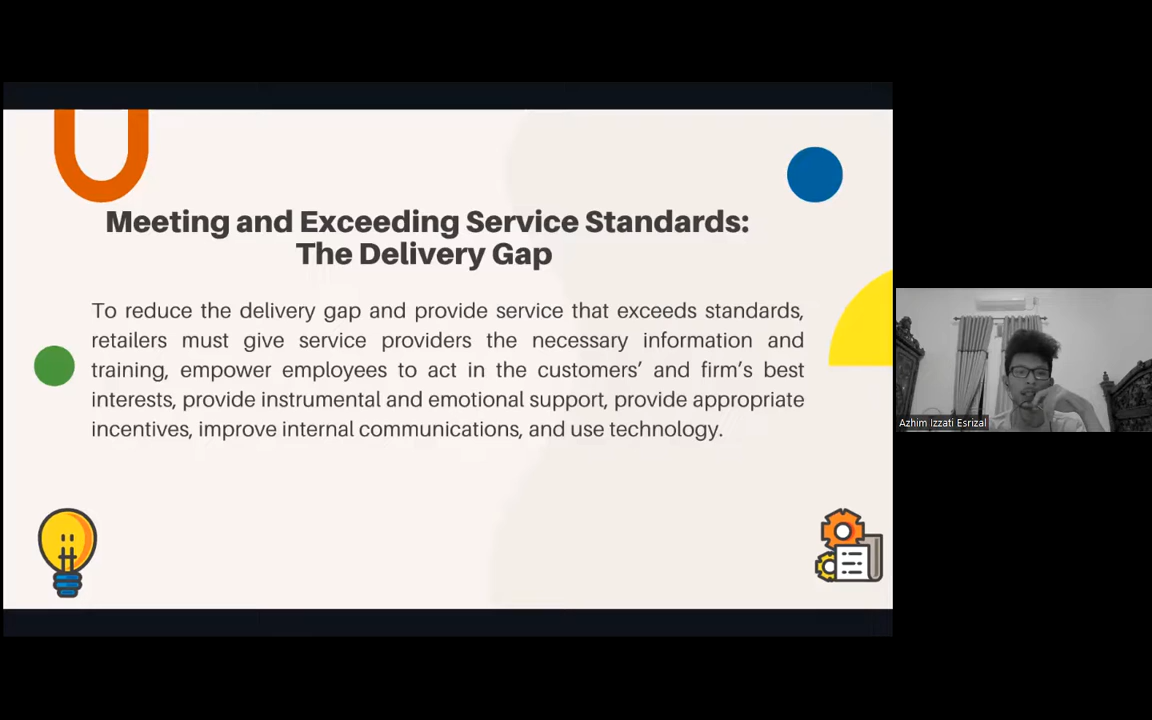 Meeting and Exceeding Service Standards:
The Delivery Gap
To reduce the delivery gap and provide service that exceeds standards,
retailers must give service providers the necessary information and
training, empower employees to act in the customers’ and firm’s best
interests, provide instrumental and emotional support, provide appropriate
incentives, improve internal communications, and use technology.
Azhim Izzati Esrizal